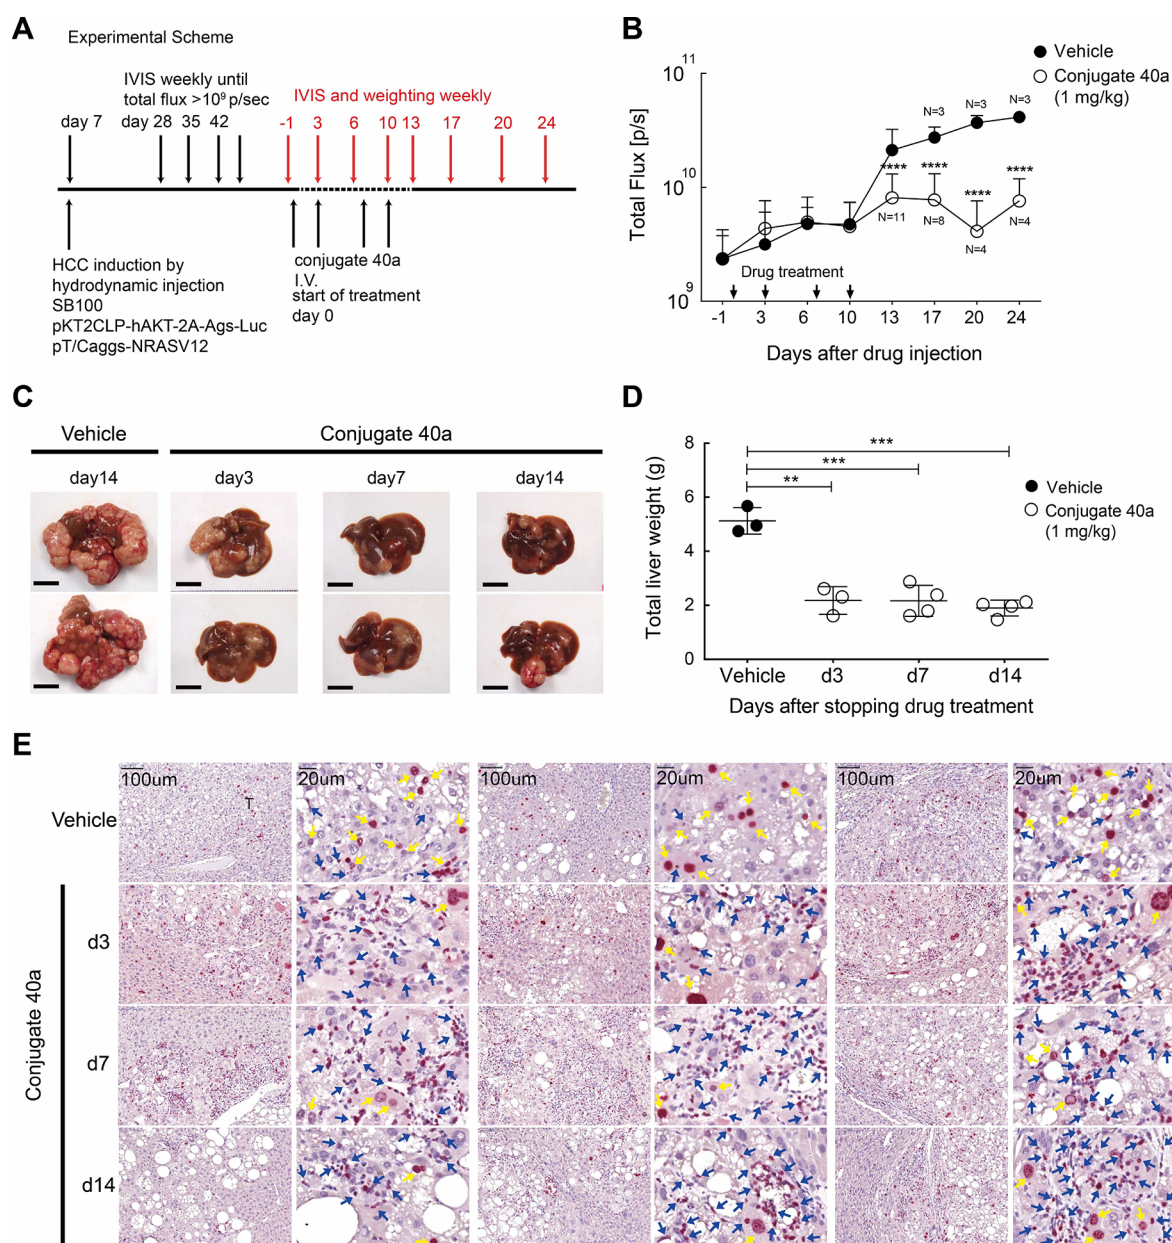 A
Experimental Scheme
IVIS weekly until
total flux >10⁹ p/sec
IVIS and weighting weekly
day 7
day 28 35 42
-1 3 6 10 13 17 20 24
HCC induction by
hydrodynamic injection
SB100
pKT2CLP-hAKT-2A-Ags-Luc
pT/Caggs-NRASV12
conjugate 40a
I.V.
start of treatment
day 0
B
Vehicle
Conjugate 40a
(1 mg/kg)
Total Flux [p/s]
10¹¹
10¹⁰
10⁹
N=3
N=3
N=3
****
****
****
****
N=11
N=8
N=4
N=4
Drug treatment
-1 3 6 10 13 17 20 24
Days after drug injection
C
Vehicle
Conjugate 40a
day14
day3
day7
day14
D
Total liver weight (g)
8
6
4
2
0
***
***
**
Vehicle
Conjugate 40a
(1 mg/kg)
Vehicle d3 d7 d14
Days after stopping drug treatment
E
100um
20um
100um
20um
100um
20um
T
Vehicle
Conjugate 40a
d3
d7
d14